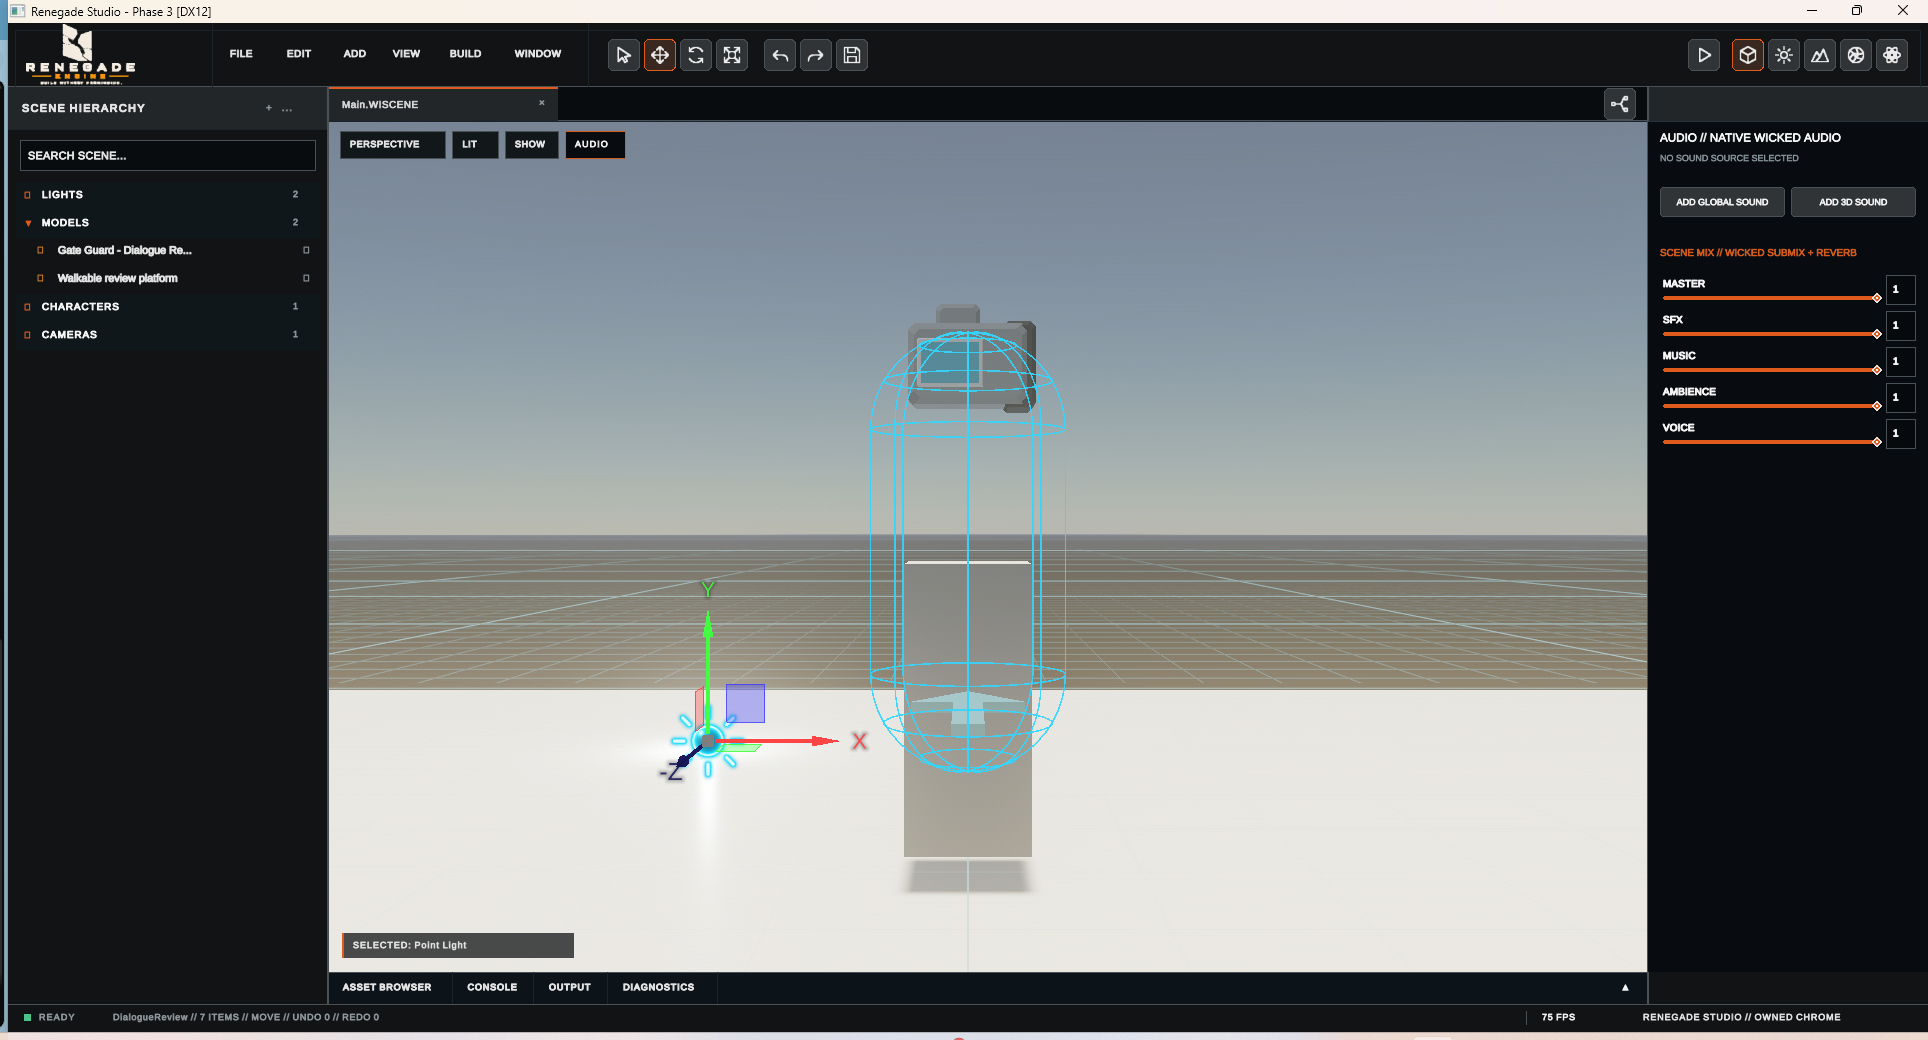 Renegade Studio - Phase 3 [DX12]
RENEGADE
ENGINE
FILE EDIT ADD VIEW BUILD WINDOW
SCENE HIERARCHY + ...
Main.WISCENE ×
SEARCH SCENE...
PERSPECTIVE LIT SHOW AUDIO
LIGHTS 2
MODELS 2
Gate Guard - Dialogue Re...
Walkable review platform
CHARACTERS 1
CAMERAS 1
Y
X
-Z
SELECTED: Point Light
AUDIO // NATIVE WICKED AUDIO
NO SOUND SOURCE SELECTED
ADD GLOBAL SOUND ADD 3D SOUND
SCENE MIX // WICKED SUBMIX + REVERB
MASTER 1
SFX 1
MUSIC 1
AMBIENCE 1
VOICE 1
ASSET BROWSER CONSOLE OUTPUT DIAGNOSTICS
READY DialogueReview // 7 ITEMS // MOVE // UNDO 0 // REDO 0 75 FPS RENEGADE STUDIO // OWNED CHROME